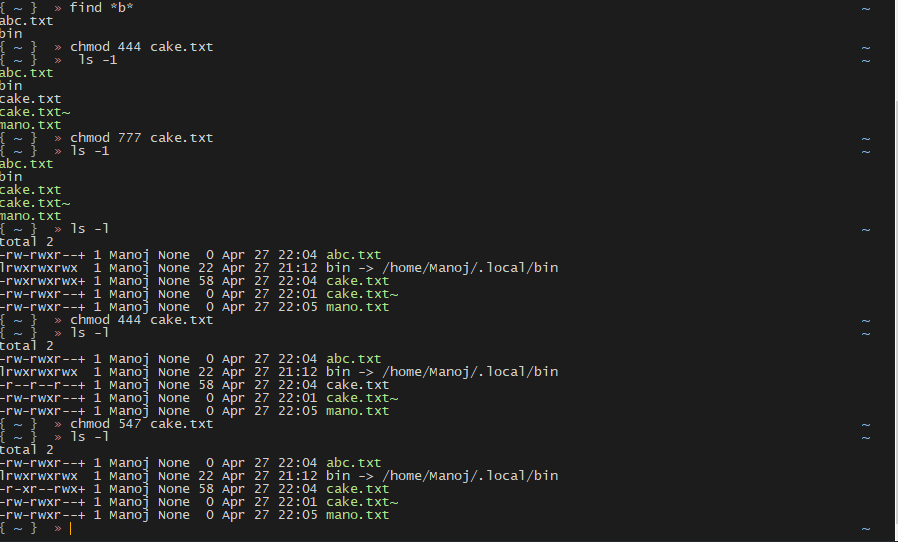 { ~ } » find *b* ~
abc.txt
bin
{ ~ } » chmod 444 cake.txt ~
{ ~ } »  ls -1 ~
abc.txt
bin
cake.txt
cake.txt~
mano.txt
{ ~ } » chmod 777 cake.txt ~
{ ~ } » ls -1 ~
abc.txt
bin
cake.txt
cake.txt~
mano.txt
{ ~ } » ls -l ~
total 2
-rw-rwxr--+ 1 Manoj None  0 Apr 27 22:04 abc.txt
lrwxrwxrwx  1 Manoj None 22 Apr 27 21:12 bin -> /home/Manoj/.local/bin
-rwxrwxrwx+ 1 Manoj None 58 Apr 27 22:04 cake.txt
-rw-rwxr--+ 1 Manoj None  0 Apr 27 22:01 cake.txt~
-rw-rwxr--+ 1 Manoj None  0 Apr 27 22:05 mano.txt
{ ~ } » chmod 444 cake.txt ~
{ ~ } » ls -l ~
total 2
-rw-rwxr--+ 1 Manoj None  0 Apr 27 22:04 abc.txt
lrwxrwxrwx  1 Manoj None 22 Apr 27 21:12 bin -> /home/Manoj/.local/bin
-r--r--r--+ 1 Manoj None 58 Apr 27 22:04 cake.txt
-rw-rwxr--+ 1 Manoj None  0 Apr 27 22:01 cake.txt~
-rw-rwxr--+ 1 Manoj None  0 Apr 27 22:05 mano.txt
{ ~ } » chmod 547 cake.txt ~
{ ~ } » ls -l ~
total 2
-rw-rwxr--+ 1 Manoj None  0 Apr 27 22:04 abc.txt
lrwxrwxrwx  1 Manoj None 22 Apr 27 21:12 bin -> /home/Manoj/.local/bin
-r-xr--rwx+ 1 Manoj None 58 Apr 27 22:04 cake.txt
-rw-rwxr--+ 1 Manoj None  0 Apr 27 22:01 cake.txt~
-rw-rwxr--+ 1 Manoj None  0 Apr 27 22:05 mano.txt
{ ~ } » ~